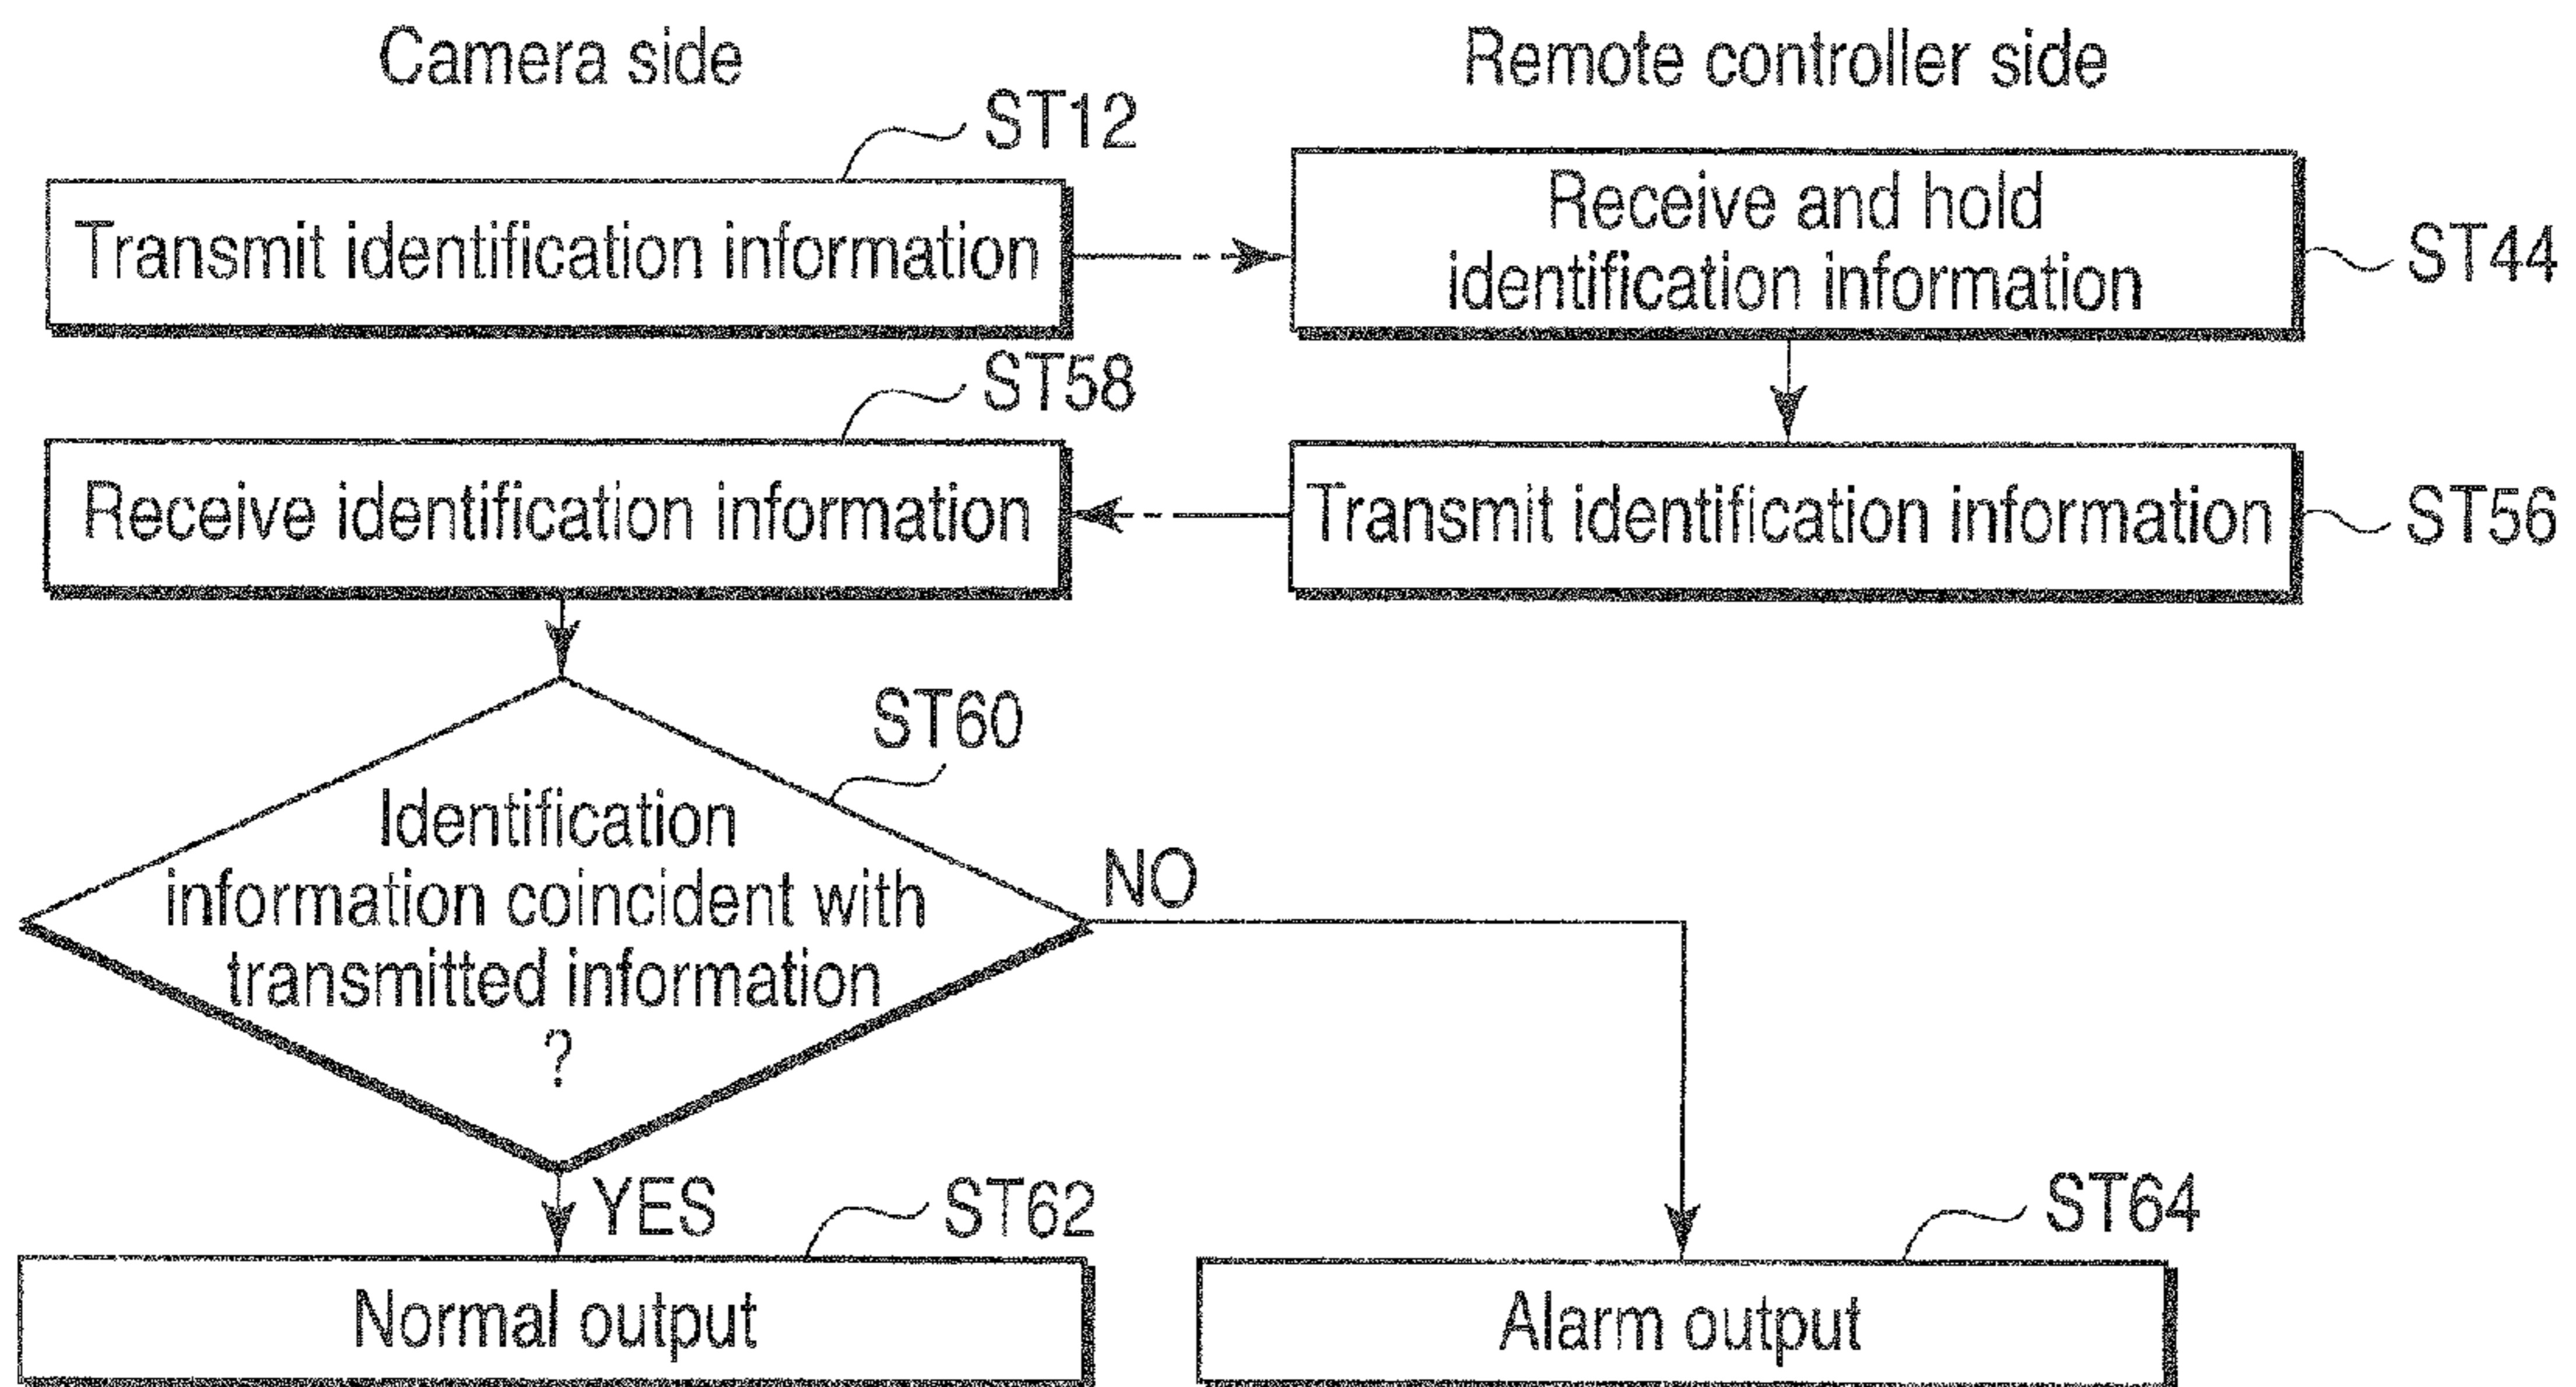 Camera side
Remote controller side
ST12
Transmit identification information
Receive and hold
identification information
ST44
ST58
Receive identification information
Transmit identification information
ST56
ST60
Identification
information coincident with
transmitted information
?
NO
YES
ST62
Normal output
ST64
Alarm output